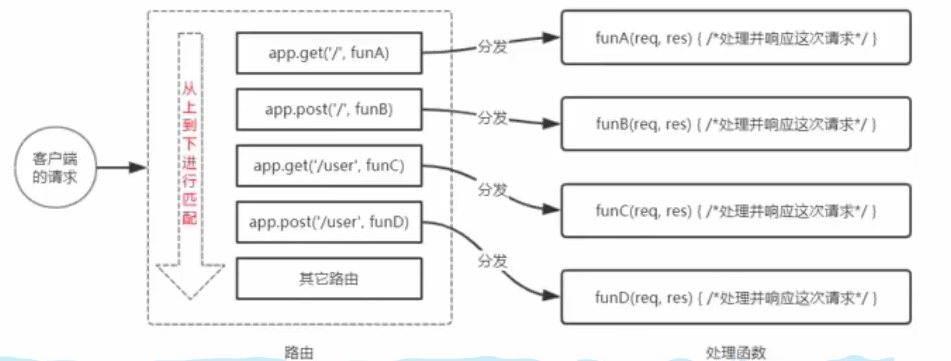 客户端
的请求
从上到下进行匹配
app.get('/', funA)
app.post('/', funB)
app.get('/user', funC)
app.post('/user', funD)
其它路由
分发
分发
分发
分发
funA(req, res) { /*处理并响应这次请求*/ }
funB(req, res) { /*处理并响应这次请求*/ }
funC(req, res) { /*处理并响应这次请求*/ }
funD(req, res) { /*处理并响应这次请求*/ }
路由
处理函数